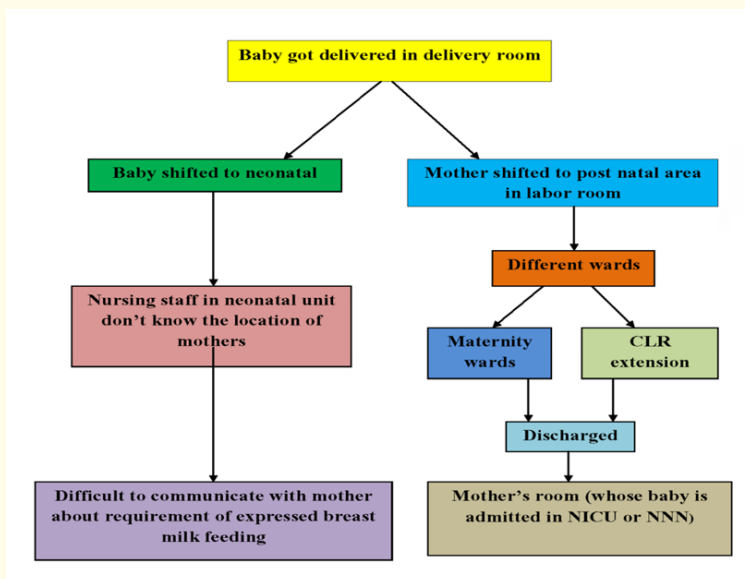 Baby got delivered in delivery room
Baby shifted to neonatal
Mother shifted to post natal area
in labor room
Different wards
Nursing staff in neonatal unit
don't know the location of
mothers
Maternity
wards
CLR
extension
Discharged
Difficult to communicate with mother
about requirement of expressed breast
milk feeding
Mother's room (whose baby is
admitted in NICU or NNN)